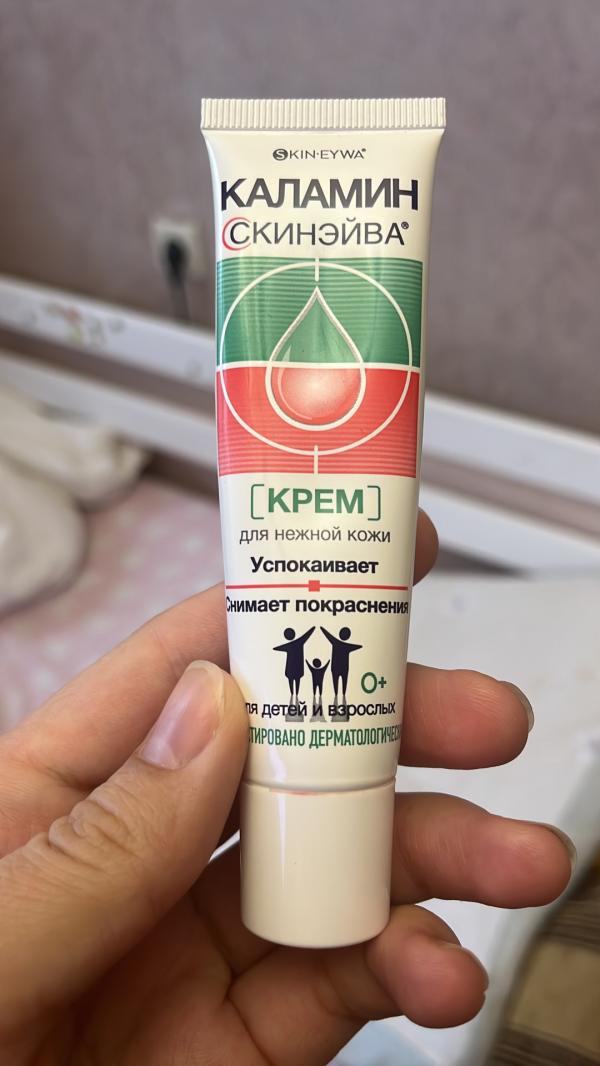 SKIN-EYWA®
КАЛАМИН
СКИНЭЙВА®
[КРЕМ]
для нежной кожи
Успокаивает
Снимает покраснения
0+
для детей и взрослых